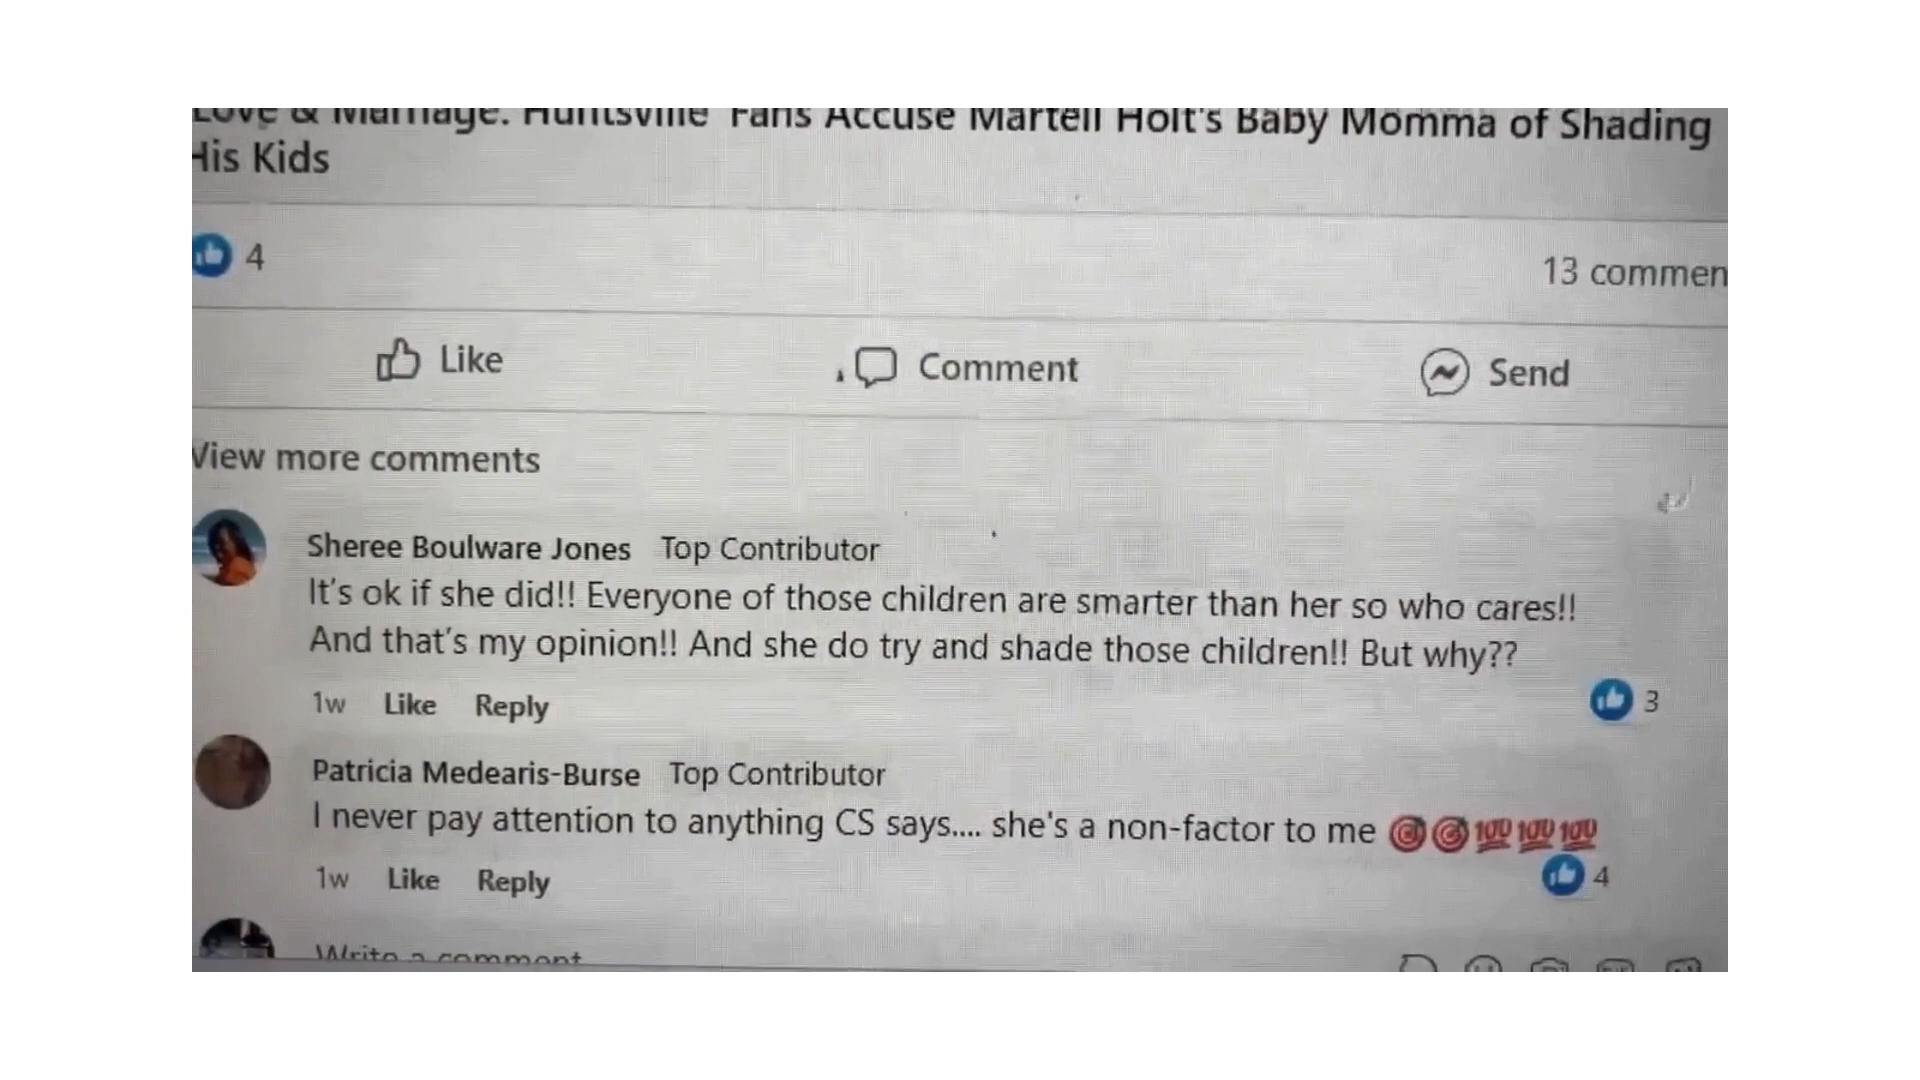 Love & Marriage: Huntsville' Fans Accuse Martell Holt's Baby Momma of Shading
His Kids
4
13 commen
Like
Comment
Send
View more comments
Sheree Boulware Jones Top Contributor
It's ok if she did!! Everyone of those children are smarter than her so who cares!!
And that's my opinion!! And she do try and shade those children!! But why??
1w Like Reply
3
Patricia Medearis-Burse Top Contributor
I never pay attention to anything CS says.... she's a non-factor to me 🎯🎯💯💯💯
1w Like Reply
4
Write a comment